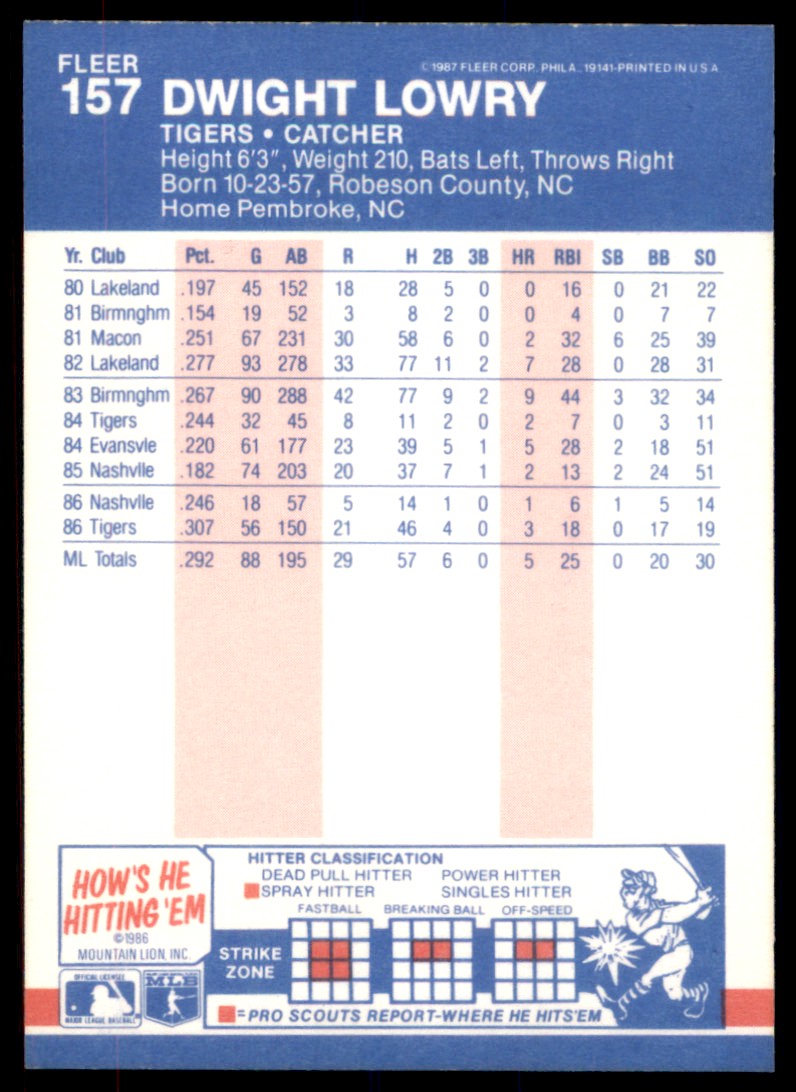 FLEER
157 DWIGHT LOWRY
© 1987 FLEER CORP. PHILA., 19141-PRINTED IN U S A
TIGERS • CATCHER
Height 6'3", Weight 210, Bats Left, Throws Right
Born 10-23-57, Robeson County, NC
Home Pembroke, NC
Yr. Club Pct. G AB R H 2B 3B HR RBI SB BB SO
80 Lakeland .197 45 152 18 28 5 0 0 16 0 21 22
81 Birmnghm .154 19 52 3 8 2 0 0 4 0 7 7
81 Macon .251 67 231 30 58 6 0 2 32 6 25 39
82 Lakeland .277 93 278 33 77 11 2 7 28 0 28 31
83 Birmnghm .267 90 288 42 77 9 2 9 44 3 32 34
84 Tigers .244 32 45 8 11 2 0 2 7 0 3 11
84 Evansvle .220 61 177 23 39 5 1 5 28 2 18 51
85 Nashvlle .182 74 203 20 37 7 1 2 13 2 24 51
86 Nashvlle .246 18 57 5 14 1 0 1 6 1 5 14
86 Tigers .307 56 150 21 46 4 0 3 18 0 17 19
ML Totals .292 88 195 29 57 6 0 5 25 0 20 30
HOW'S HE
HITTING 'EM
©1986
MOUNTAIN LION, INC.
OFFICIAL LICENSEE
MAJOR LEAGUE BASEBALL
MLB
HITTER CLASSIFICATION
DEAD PULL HITTER POWER HITTER
SPRAY HITTER SINGLES HITTER
FASTBALL BREAKING BALL OFF-SPEED
STRIKE
ZONE
=PRO SCOUTS REPORT-WHERE HE HITS'EM